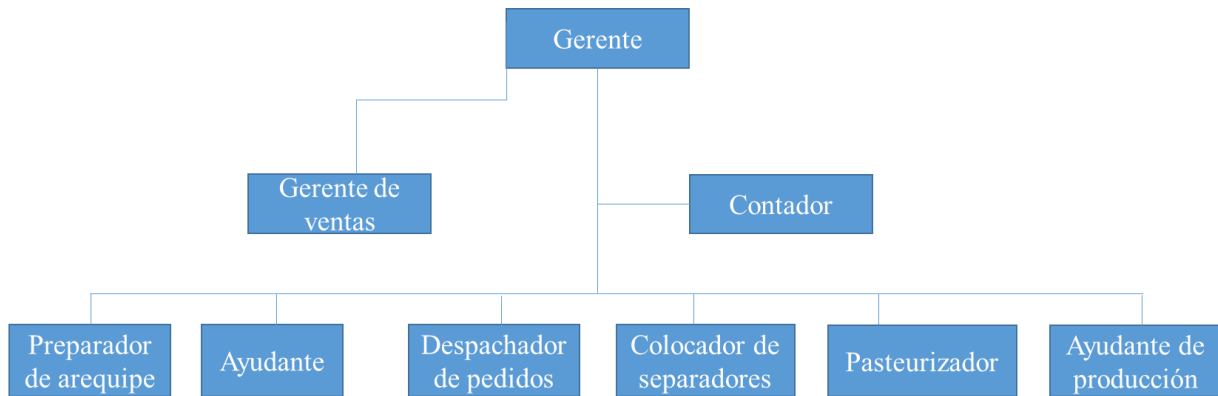 Gerente
Gerente de
ventas
Contador
Preparador
de arequipe
Ayudante
Despachador
de pedidos
Colocador de
separadores
Pasteurizador
Ayudante de
producción